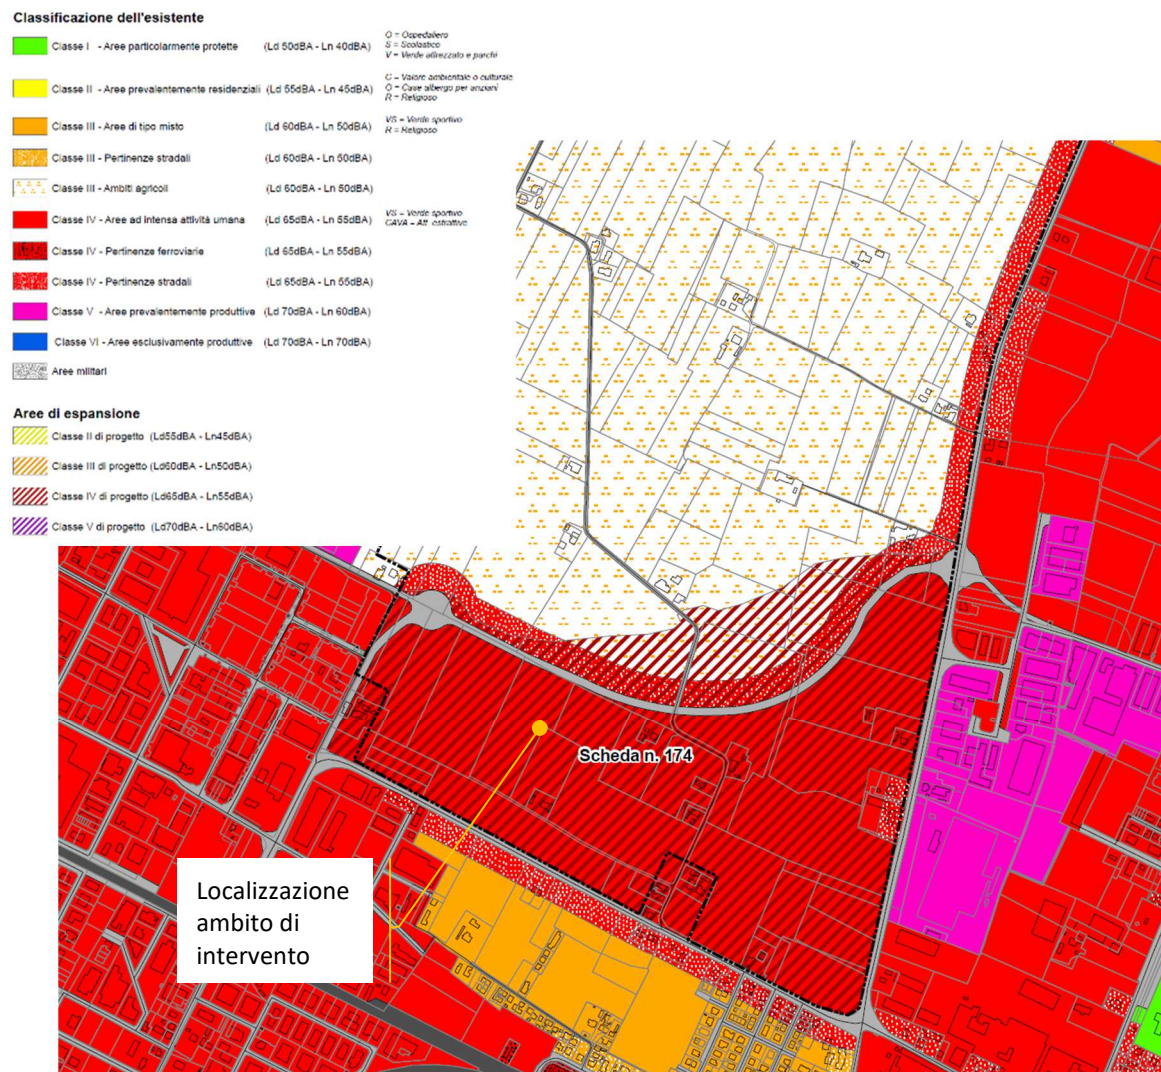 Classificazione dell'esistente
Classe I - Aree particolarmente protette (Ld 50dBA - Ln 40dBA)
O = Ospedaliero
S = Scolastico
V = Verde attrezzato e parchi
Classe II - Aree prevalentemente residenziali (Ld 55dBA - Ln 45dBA)
C = Valore ambientale o culturale
O = Case albergo per anziani
R = Religioso
Classe III - Aree di tipo misto (Ld 60dBA - Ln 50dBA)
VS = Verde sportivo
R = Religioso
Classe III - Pertinenze stradali (Ld 60dBA - Ln 50dBA)
Classe III - Ambiti agricoli (Ld 60dBA - Ln 50dBA)
Classe IV - Aree ad intensa attività umana (Ld 65dBA - Ln 55dBA)
VS = Verde sportivo
CAVA = Att. estrattive
Classe IV - Pertinenze ferroviarie (Ld 65dBA - Ln 55dBA)
Classe IV - Pertinenze stradali (Ld 65dBA - Ln 55dBA)
Classe V - Aree prevalentemente produttive (Ld 70dBA - Ln 60dBA)
Classe VI - Aree esclusivamente produttive (Ld 70dBA - Ln 70dBA)
Aree militari
Aree di espansione
Classe II di progetto (Ld55dBA - Ln45dBA)
Classe III di progetto (Ld60dBA - Ln50dBA)
Classe IV di progetto (Ld65dBA - Ln55dBA)
Classe V di progetto (Ld70dBA - Ln60dBA)
Scheda n. 174
Localizzazione
ambito di
intervento